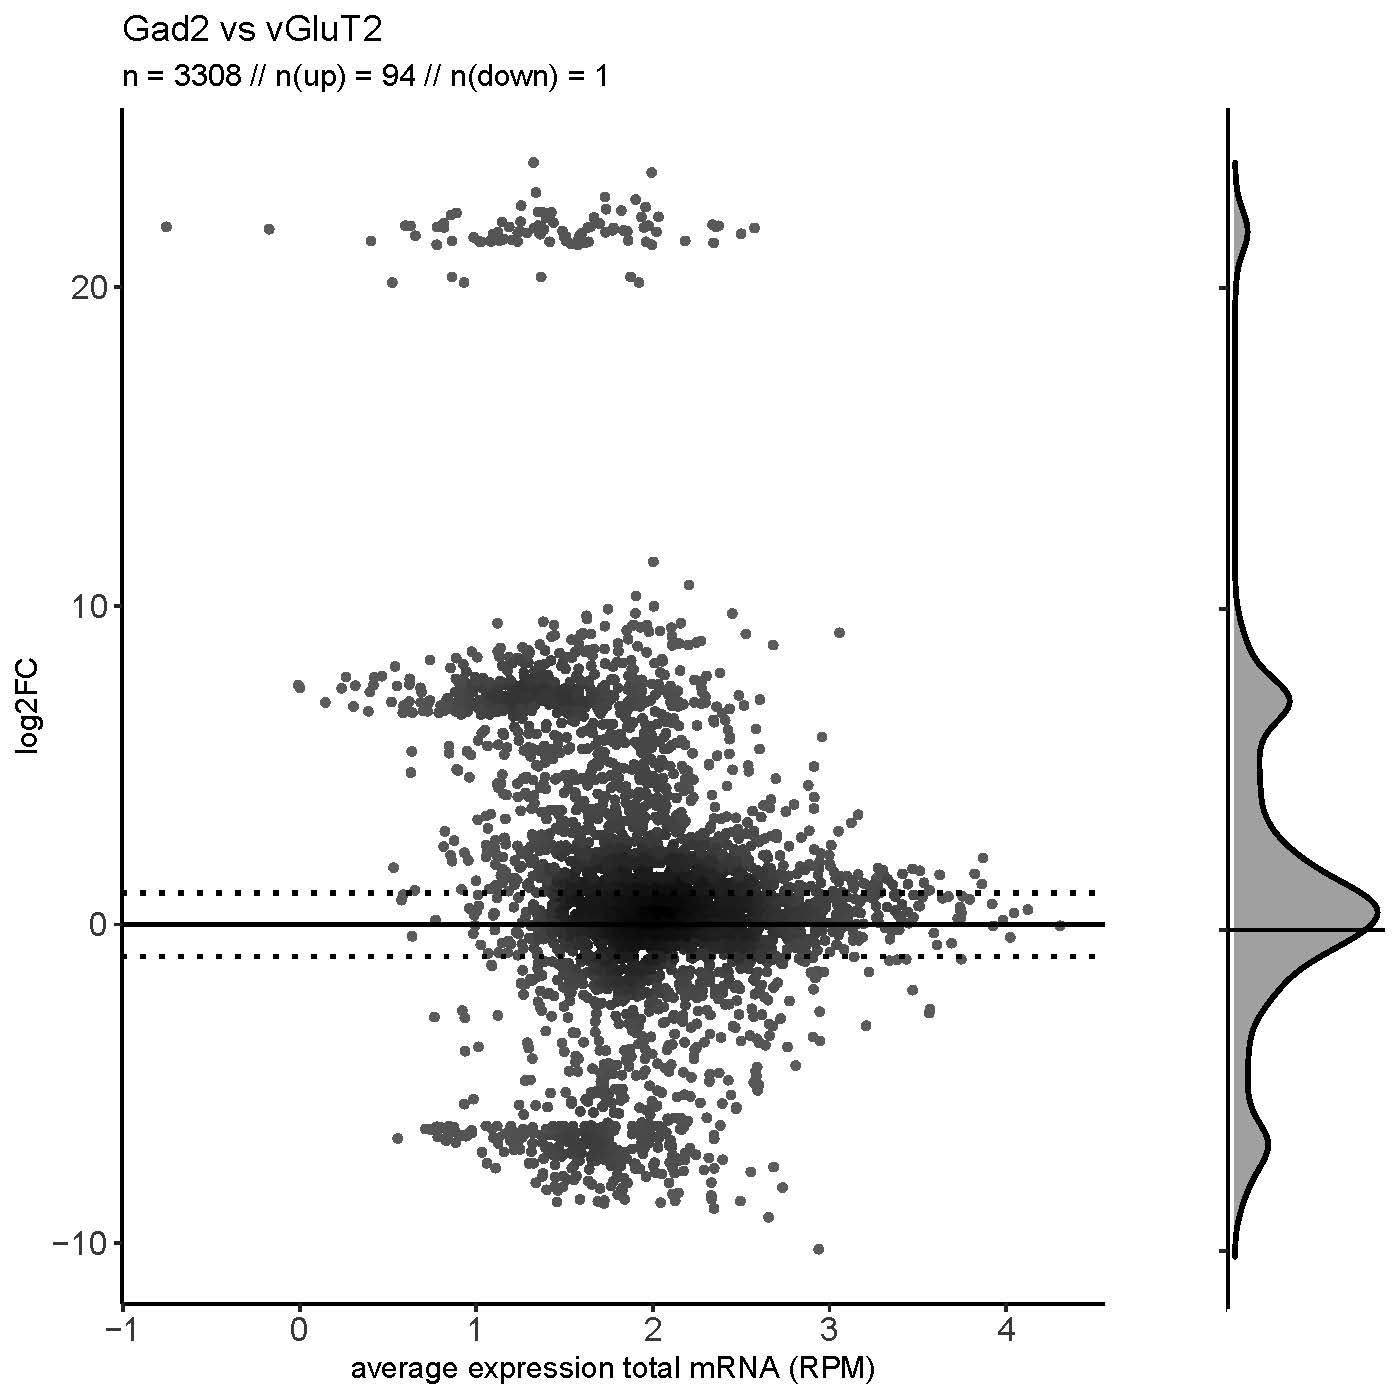 Gad2 vs vGluT2
n = 3308 // n(up) = 94 // n(down) = 1
20
10
0
−10
log2FC
−1
0
1
2
3
4
average expression total mRNA (RPM)